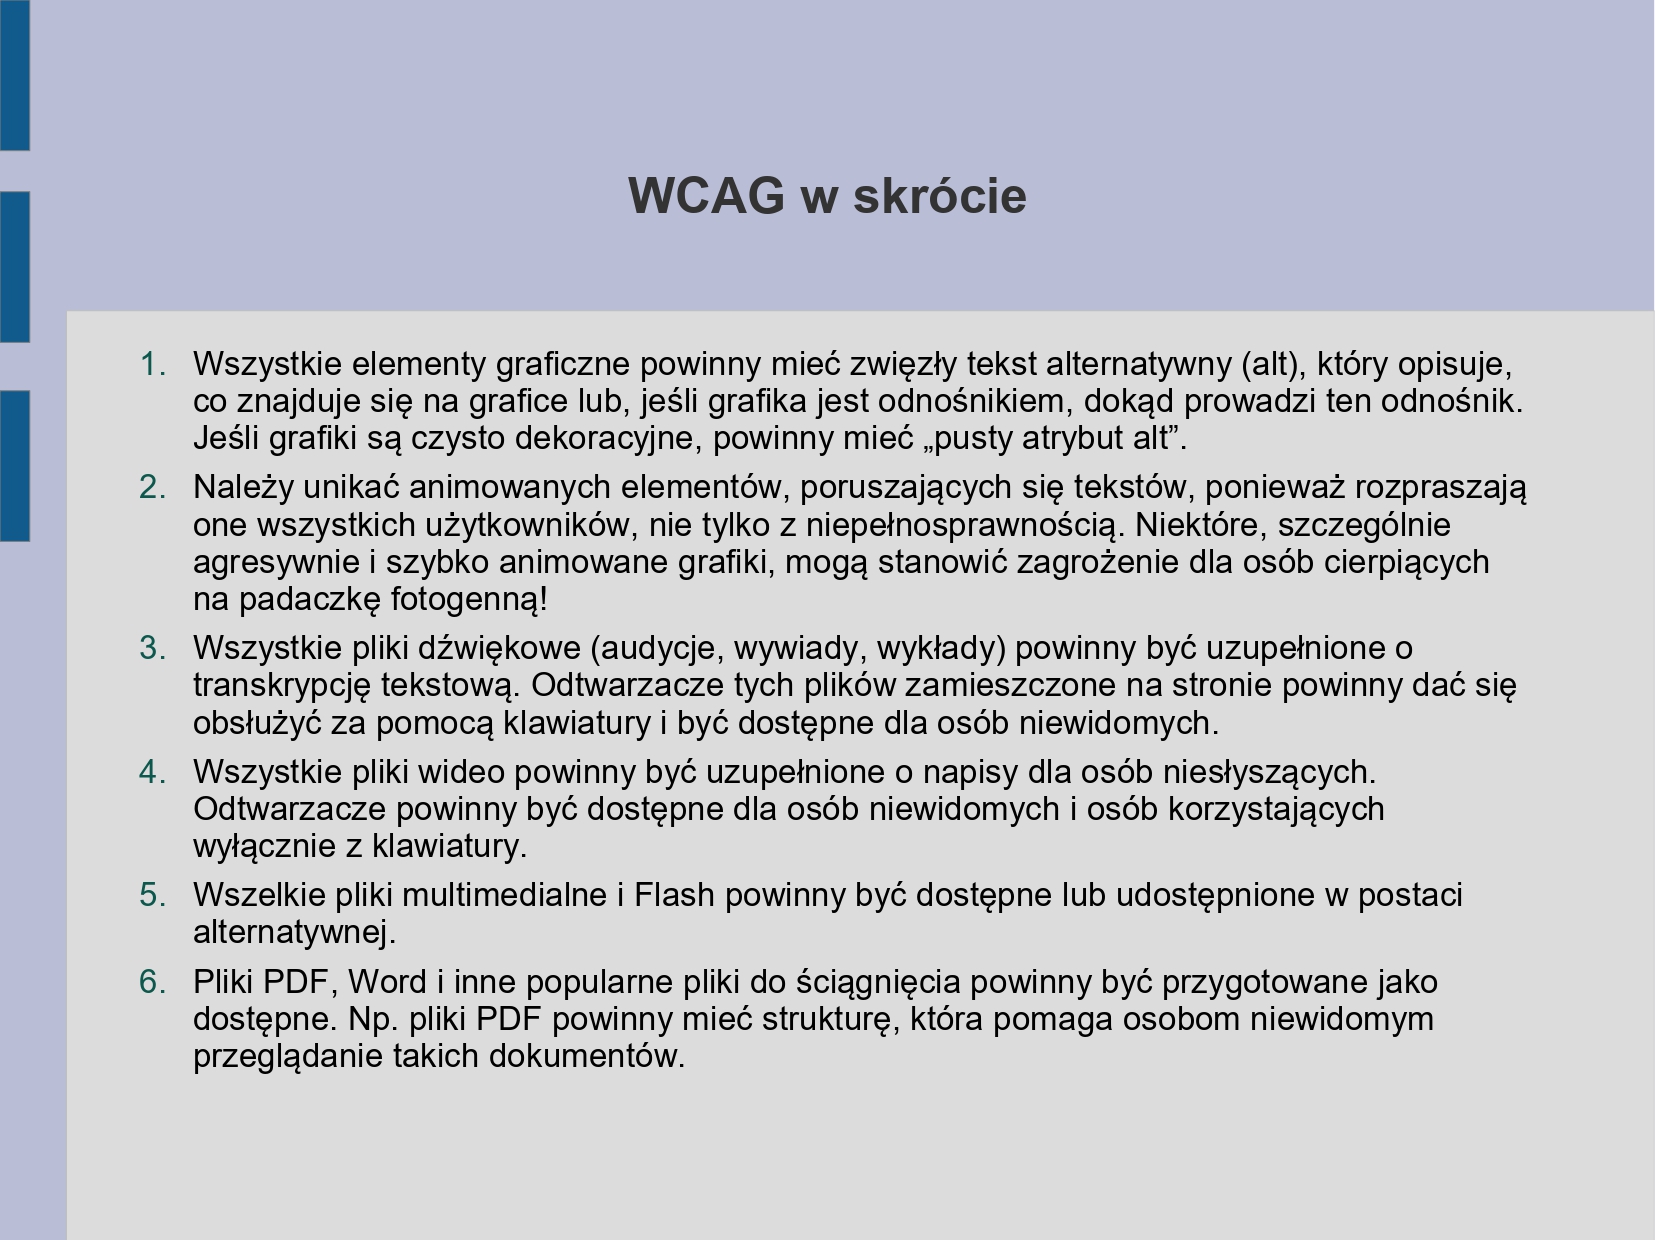 WCAG w skrócie
1. Wszystkie elementy graficzne powinny mieć zwięzły tekst alternatywny (alt), który opisuje,
co znajduje się na grafice lub, jeśli grafika jest odnośnikiem, dokąd prowadzi ten odnośnik.
Jeśli grafiki są czysto dekoracyjne, powinny mieć „pusty atrybut alt”.
2. Należy unikać animowanych elementów, poruszających się tekstów, ponieważ rozpraszają
one wszystkich użytkowników, nie tylko z niepełnosprawnością. Niektóre, szczególnie
agresywnie i szybko animowane grafiki, mogą stanowić zagrożenie dla osób cierpiących
na padaczkę fotogenną!
3. Wszystkie pliki dźwiękowe (audycje, wywiady, wykłady) powinny być uzupełnione o
transkrypcję tekstową. Odtwarzacze tych plików zamieszczone na stronie powinny dać się
obsłużyć za pomocą klawiatury i być dostępne dla osób niewidomych.
4. Wszystkie pliki wideo powinny być uzupełnione o napisy dla osób niesłyszących.
Odtwarzacze powinny być dostępne dla osób niewidomych i osób korzystających
wyłącznie z klawiatury.
5. Wszelkie pliki multimedialne i Flash powinny być dostępne lub udostępnione w postaci
alternatywnej.
6. Pliki PDF, Word i inne popularne pliki do ściągnięcia powinny być przygotowane jako
dostępne. Np. pliki PDF powinny mieć strukturę, która pomaga osobom niewidomym
przeglądanie takich dokumentów.